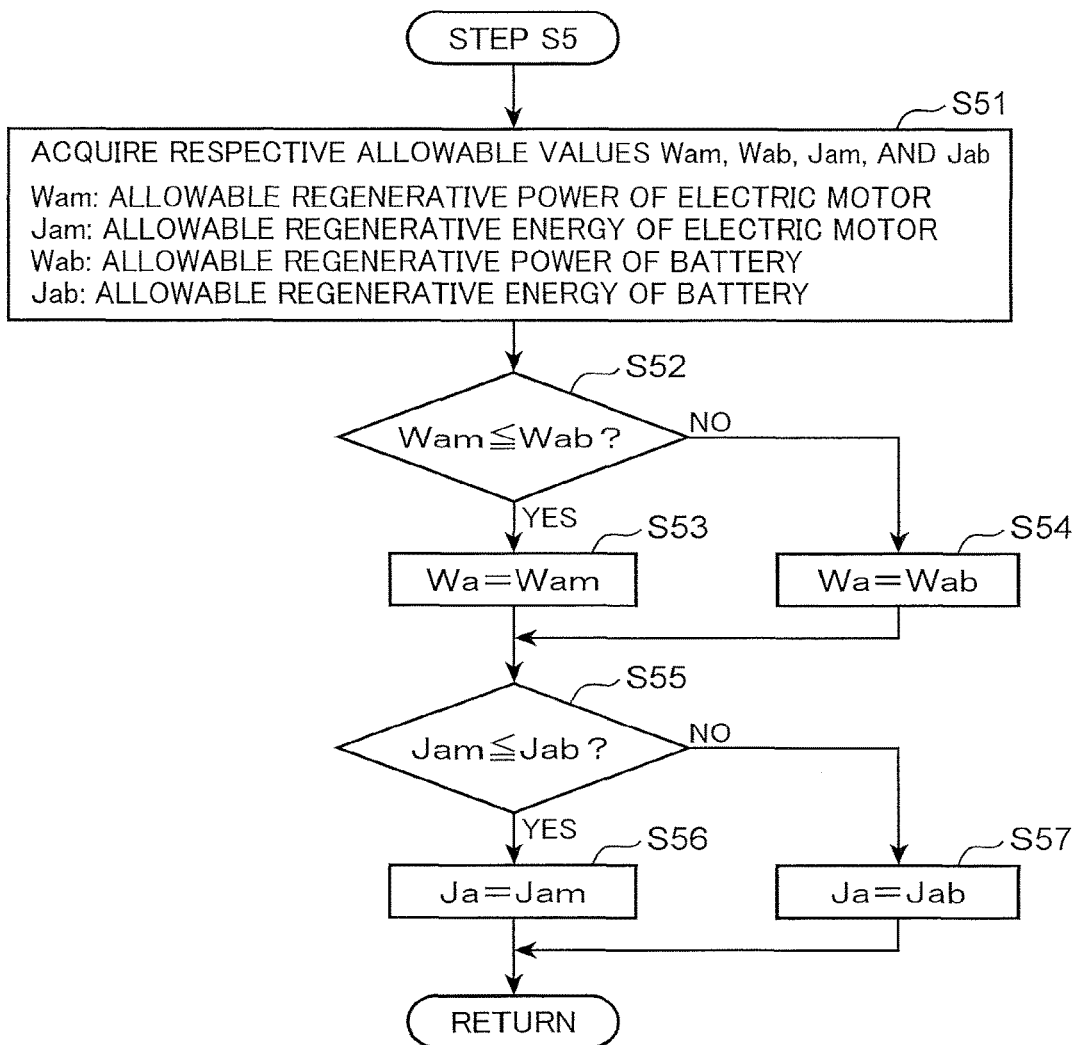 STEP S5
S51
ACQUIRE RESPECTIVE ALLOWABLE VALUES Wam, Wab, Jam, AND Jab
Wam: ALLOWABLE REGENERATIVE POWER OF ELECTRIC MOTOR
Jam: ALLOWABLE REGENERATIVE ENERGY OF ELECTRIC MOTOR
Wab: ALLOWABLE REGENERATIVE POWER OF BATTERY
Jab: ALLOWABLE REGENERATIVE ENERGY OF BATTERY
S52
Wam≦Wab?
NO
YES
S53
S54
Wa=Wam
Wa=Wab
S55
Jam≦Jab?
NO
YES
S56
S57
Ja=Jam
Ja=Jab
RETURN